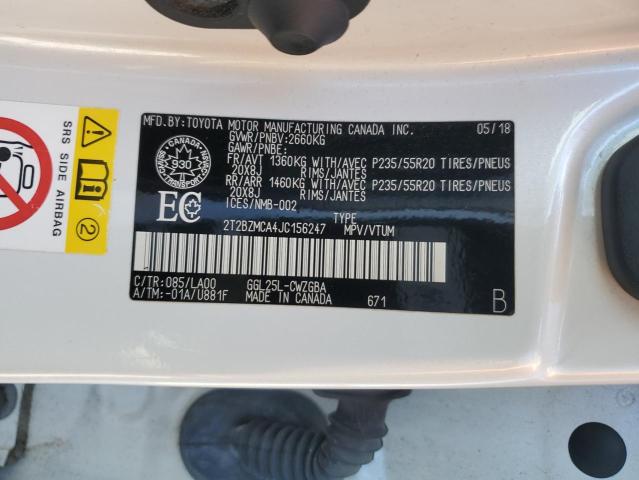 MFD.BY:TOYOTA MOTOR MANUFACTURING CANADA INC. 05/18
GVWR/PNBV:2660KG
GAWR/PNBE:
FR/AVT 1360KG WITH/AVEC P235/55R20 TIRES/PNEUS
20X8J RIMS/JANTES
RR/ARR 1460KG WITH/AVEC P235/55R20 TIRES/PNEUS
20X8J RIMS/JANTES
ICES/NMB-002
930
EC
TYPE
2T2BZMCA4JC156247 MPV/VTUM
C/TR:085/LA00 GGL25L-CWZGBA
A/TM:-01A/U881F MADE IN CANADA 671
B
SRS SIDE AIRBAG
2